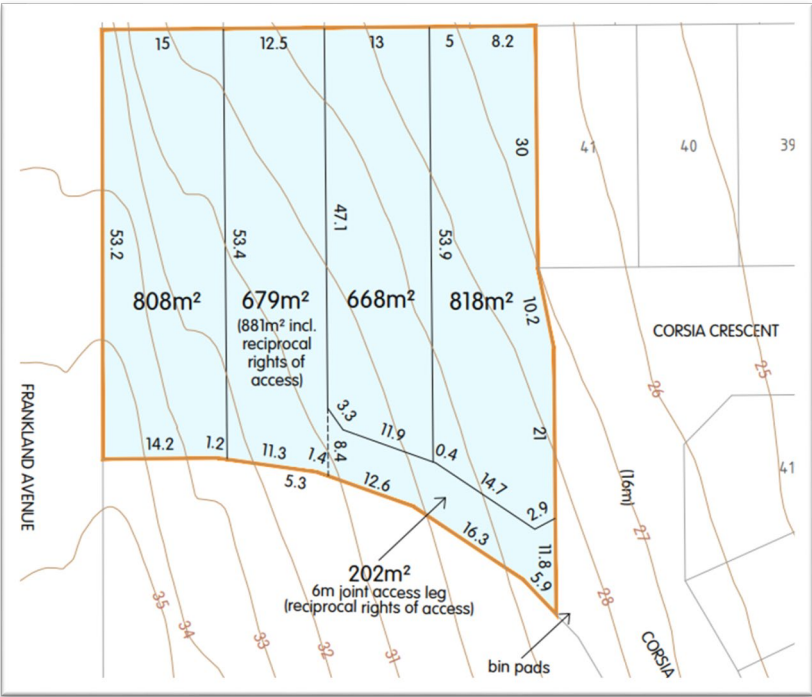 15
12.5
13
5
8.2
30
41
40
39
53.2
53.4
47.1
53.9
808m²
679m²
(881m² incl.
reciprocal
rights of
access)
668m²
818m²
10.2
CORSIA CRESCENT
25
26
FRANKLAND AVENUE
3.3
11.9
21
14.2
1.2
11.3
1.4
8.4
0.4
14.7
2.9
41
5.3
12.6
16.3
(16m)
27
11.8
5.9
202m²
6m joint access leg
(reciprocal rights of access)
28
35
34
33
32
31
bin pads
CORSIA